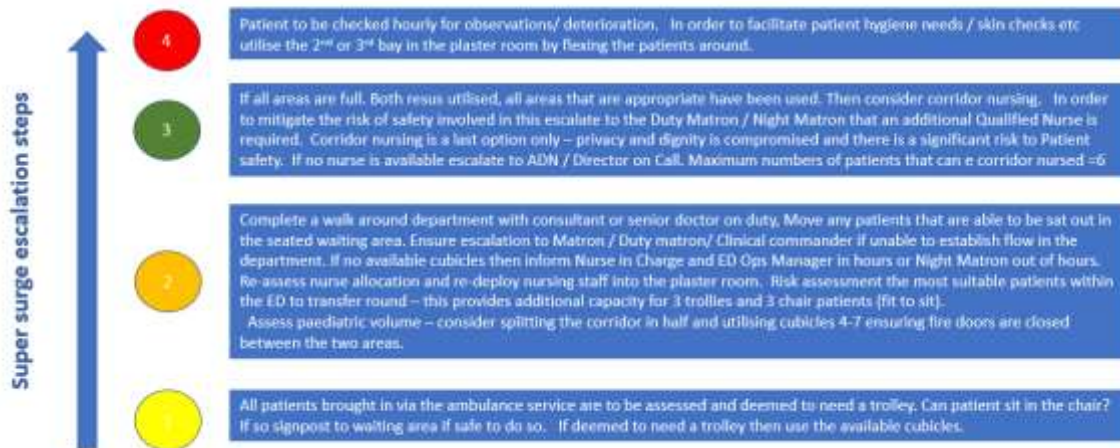 Super surge escalation steps
4
Patient to be checked hourly for observations/ deterioration. In order to facilitate patient hygiene needs / skin checks etc
utilise the 2nd or 3rd bay in the plaster room by flexing the patients around.
3
If all areas are full. Both resus utilised, all areas that are appropriate have been used. Then consider corridor nursing. In order
to mitigate the risk of safety involved in this escalate to the Duty Matron / Night Matron that an additional Qualified Nurse is
required. Corridor nursing is a last option only – privacy and dignity is compromised and there is a significant risk to Patient
safety. If no nurse is available escalate to ADN / Director on Call. Maximum numbers of patients that can e corridor nursed =6
2
Complete a walk around department with consultant or senior doctor on duty, Move any patients that are able to be sat out in
the seated waiting area. Ensure escalation to Matron / Duty matron/ Clinical commander if unable to establish flow in the
department. If no available cubicles then inform Nurse in Charge and ED Ops Manager in hours or Night Matron out of hours.
Re-assess nurse allocation and re-deploy nursing staff into the plaster room. Risk assessment the most suitable patients within
the ED to transfer round – this provides additional capacity for 3 trollies and 3 chair patients (fit to sit).
Assess paediatric volume – consider splitting the corridor in half and utilising cubicles 4-7 ensuring fire doors are closed
between the two areas.
1
All patients brought in via the ambulance service are to be assessed and deemed to need a trolley. Can patient sit in the chair?
If so signpost to waiting area if safe to do so. If deemed to need a trolley then use the available cubicles.